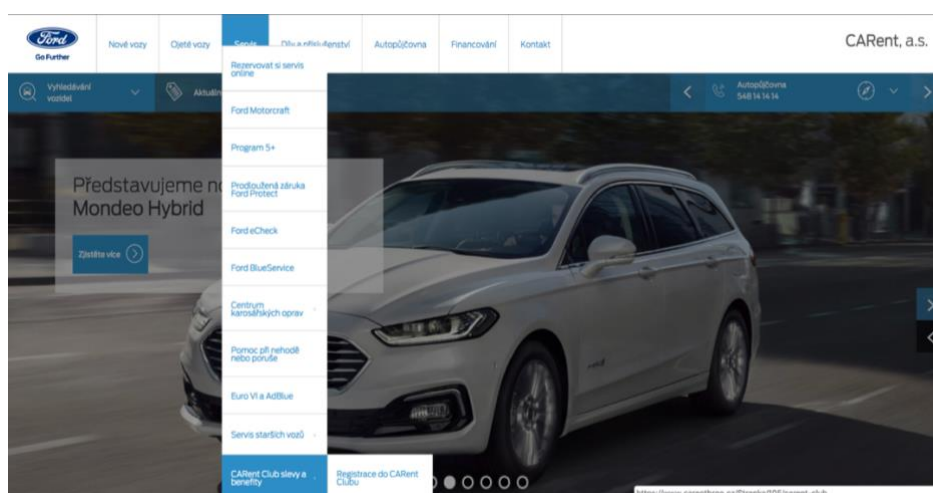 Ford
Go Further
Nové vozy
Ojeté vozy
Servis
Díly a příslušenství
Autopůjčovna
Financování
Kontakt
CARent, a.s.
Vyhledávání
vozidel
Aktuáln
Autopůjčovna
548 14 14 14
Představujeme no
Mondeo Hybrid
Zjistěte více
Rezervovat si servis
online
Ford Motorcraft
Program 5+
Prodloužená záruka
Ford Protect
Ford eCheck
Ford BlueService
Centrum
karosářských oprav
Pomoc při nehodě
nebo poruše
Euro VI a AdBlue
Servis starších vozů
CARent Club slevy a
benefity
Registrace do CARent
Clubu